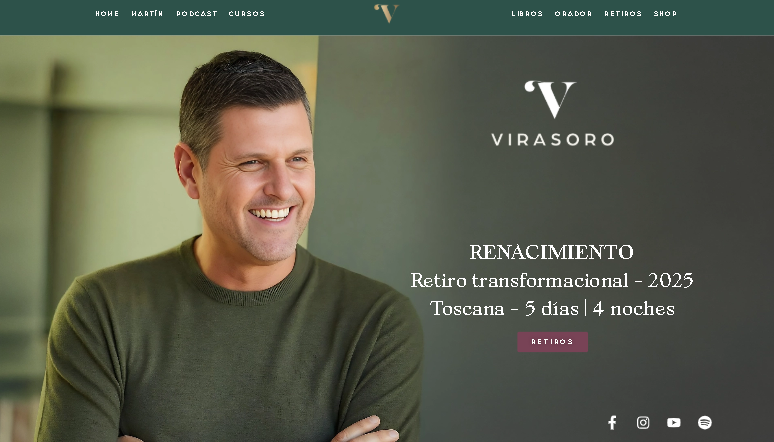 HOME MARTÍN PODCAST CURSOS
LIBROS ORADOR RETIROS SHOP
VIRASORO
RENACIMIENTO
Retiro transformacional - 2025
Toscana - 5 días | 4 noches
RETIROS